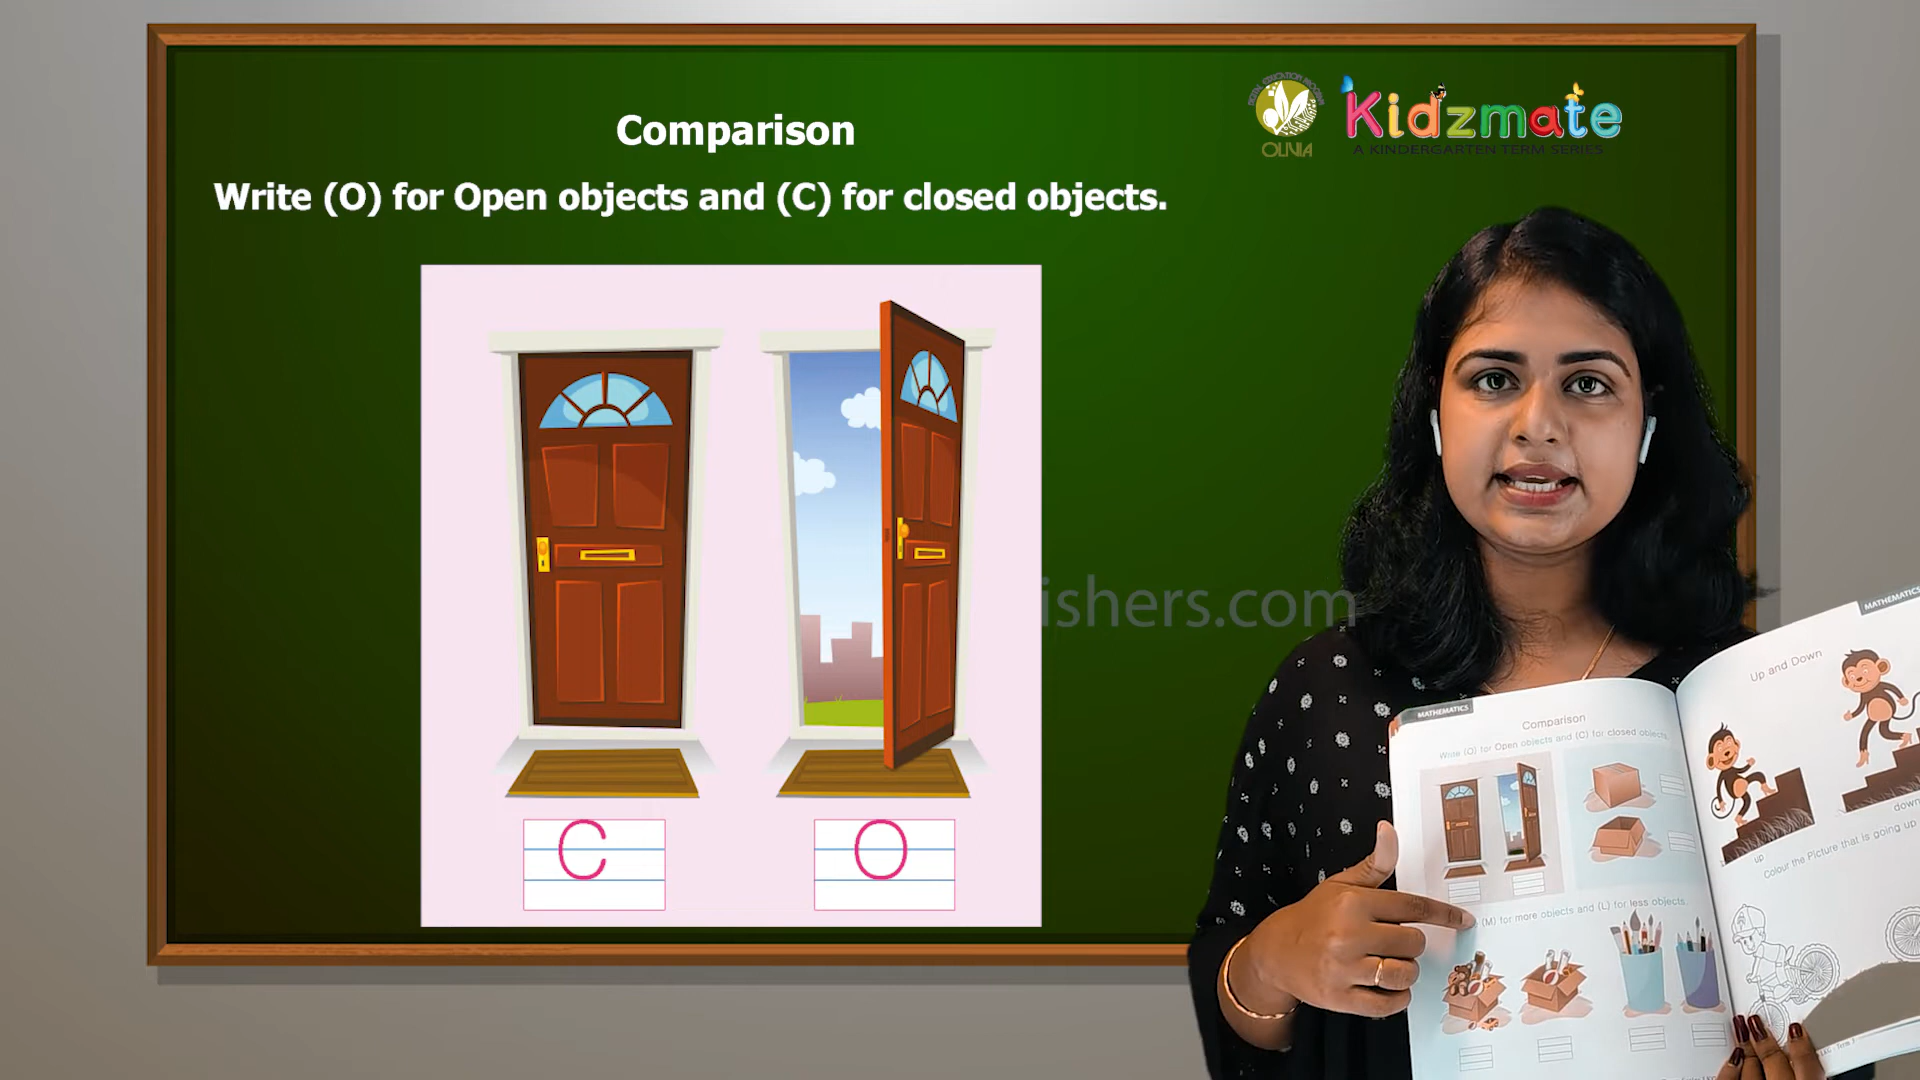 Comparison
Write (O) for Open objects and (C) for closed objects.
OLIVIA
Kidzmate
A KINDERGARTEN TERM SERIES
C
O
ishers.com
MATHEMATICS
Comparison
Write (O) for Open objects and (C) for closed objects.
(M) for more objects and (L) for less objects.
MATHEMATICS
Up and Down
up
down
Colour the Picture that is going up